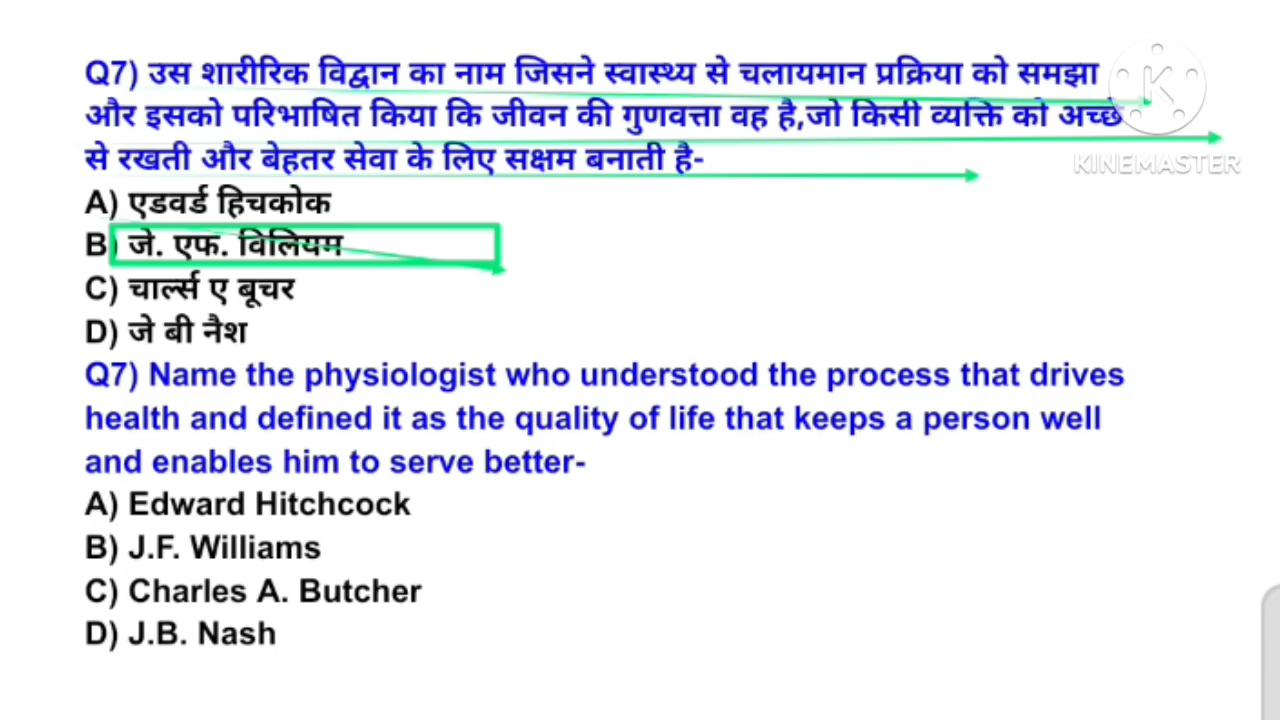 Q7) उस शारीरिक विद्वान का नाम जिसने स्वास्थ्य से चलायमान प्रक्रिया को समझा
और इसको परिभाषित किया कि जीवन की गुणवत्ता वह है,जो किसी व्यक्ति को अच्छे
से रखती और बेहतर सेवा के लिए सक्षम बनाती है-
KINEMASTER
A) एडवर्ड हिचकोक
B) जे. एफ. विलियम
C) चार्ल्स ए बूचर
D) जे बी नैश
Q7) Name the physiologist who understood the process that drives
health and defined it as the quality of life that keeps a person well
and enables him to serve better-
A) Edward Hitchcock
B) J.F. Williams
C) Charles A. Butcher
D) J.B. Nash